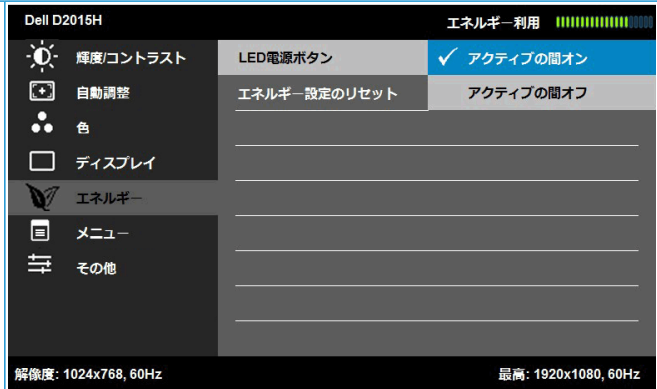 Dell D2015H エネルギー利用
輝度/コントラスト LED電源ボタン ✓ アクティブの間オン
自動調整 エネルギー設定のリセット アクティブの間オフ
色
ディスプレイ
エネルギー
メニュー
その他
解像度: 1024x768, 60Hz 最高: 1920x1080, 60Hz